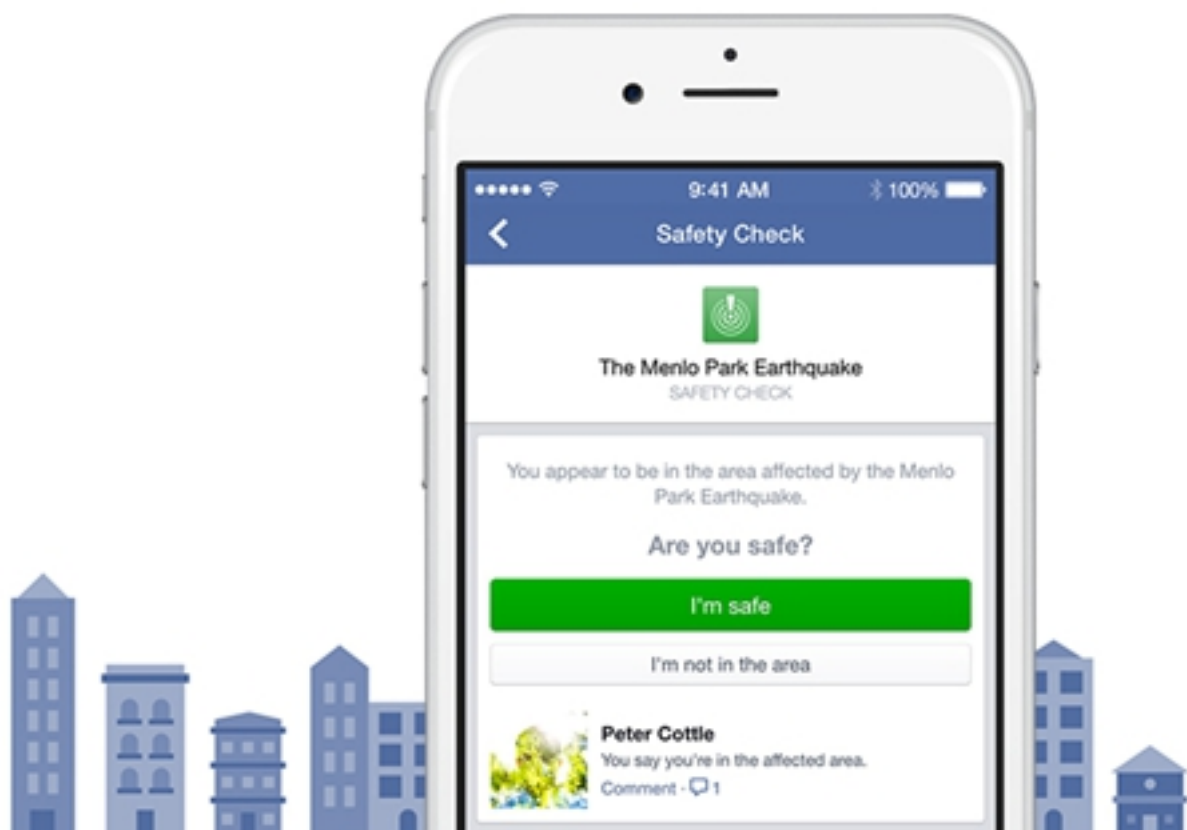 9:41 AM
100%
Safety Check
The Menlo Park Earthquake
SAFETY CHECK
You appear to be in the area affected by the Menlo
Park Earthquake.
Are you safe?
I'm safe
I'm not in the area
Peter Cottle
You say you're in the affected area.
Comment · 1